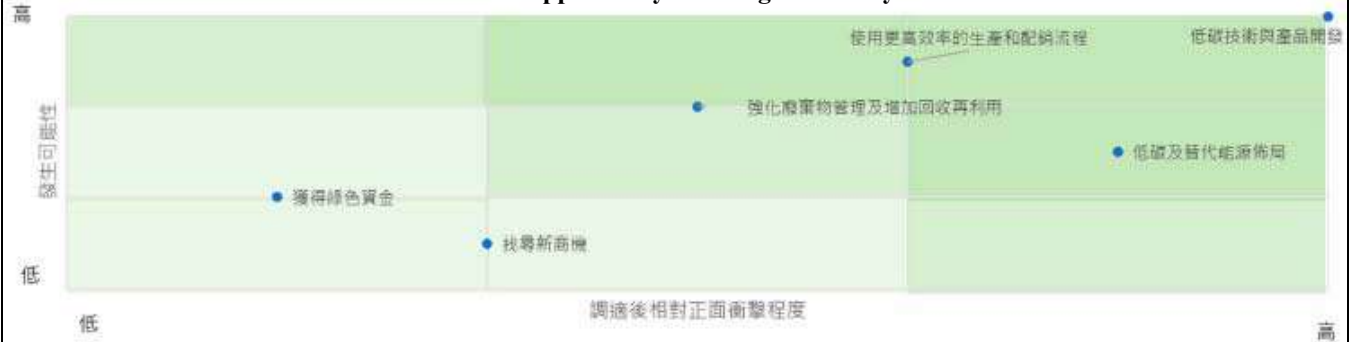 高
使用更高效率的生產和配銷流程
低碳技術與產品開發
強化廢棄物管理及增加回收再利用
發生可能性
低碳及替代能源佈局
獲得綠色資金
找尋新商機
低
調適後相對正面衝擊程度
低
高